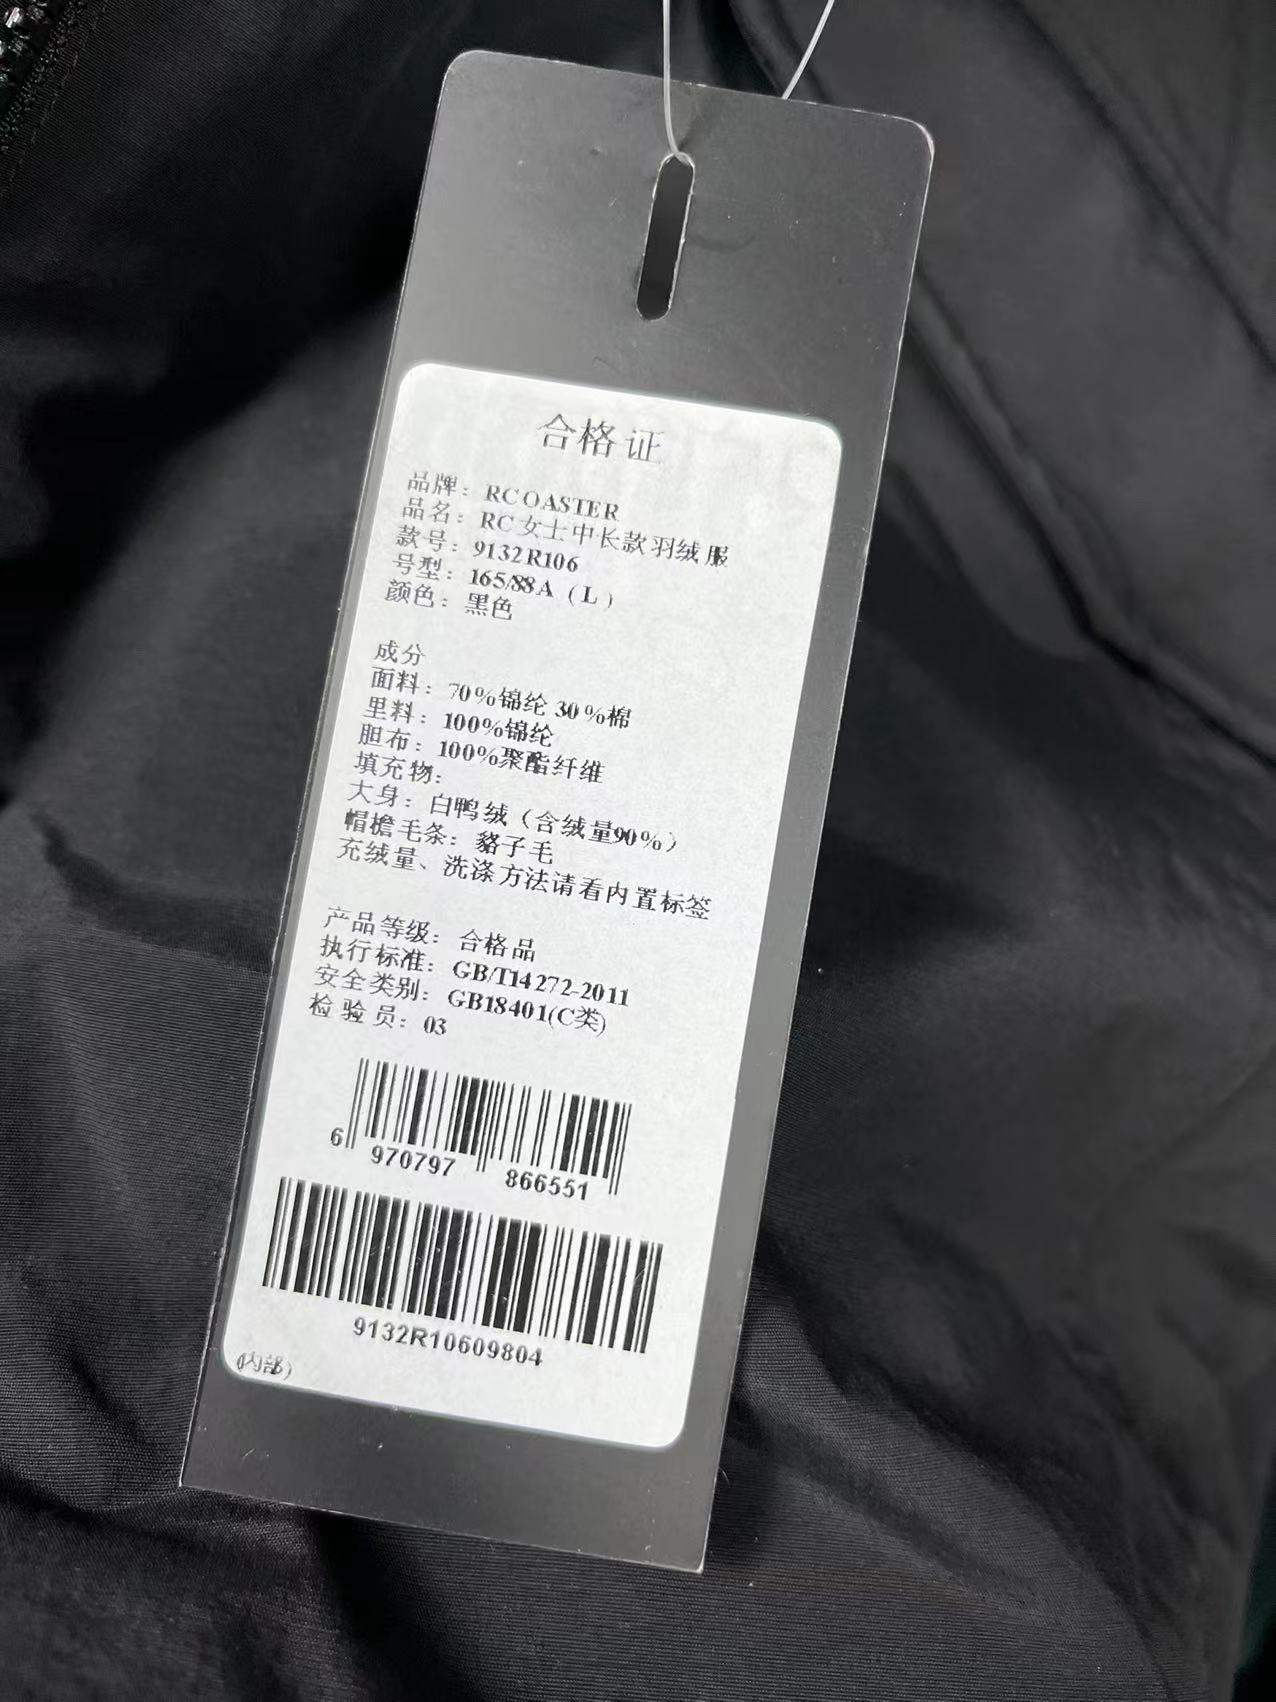 合格证
品牌：RCOASTER
品名：RC女士中长款羽绒服
款号：9132R106
号型：165/88A（L）
颜色：黑色
成分
面料：70%锦纶 30%棉
里料：100%锦纶
胆布：100%聚酯纤维
填充物：
大身：白鸭绒（含绒量90%）
帽檐毛条：貉子毛
充绒量、洗涤方法请看内置标签
产品等级：合格品
执行标准：GB/T14272-2011
安全类别：GB18401(C类)
检验员：03
6 970797 866551
9132R10609804
(内部)